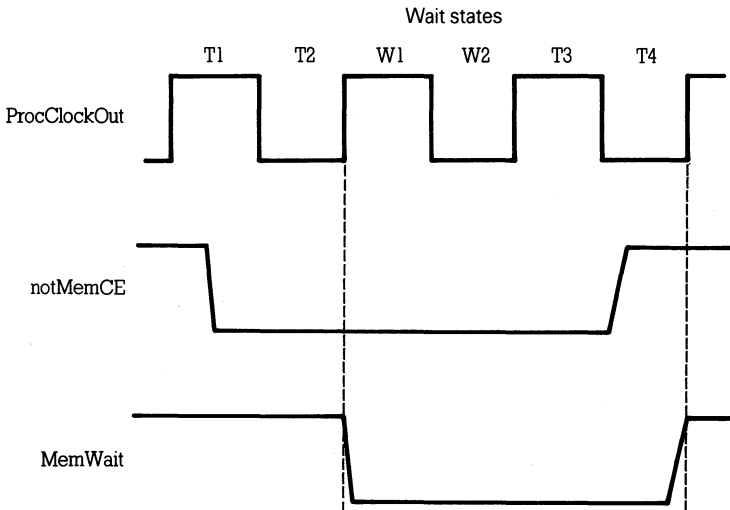 Wait states
T1 T2 W1 W2 T3 T4
ProcClockOut
notMemCE
MemWait